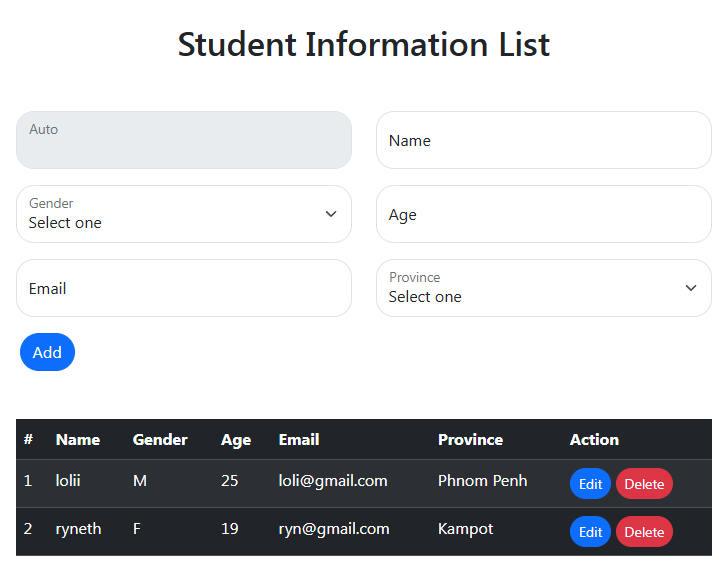 Student Information List
Auto
Name
Gender
Select one
Age
Email
Province
Select one
Add
# Name Gender Age Email Province Action
1 lolii M 25 loli@gmail.com Phnom Penh Edit Delete
2 ryneth F 19 ryn@gmail.com Kampot Edit Delete